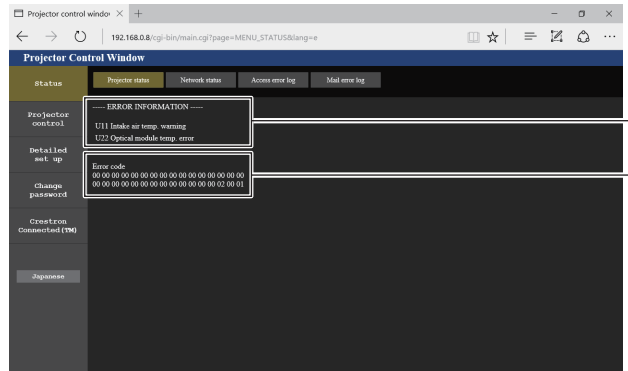 Projector control window
192.168.0.8/cgi-bin/main.cgi?page=MENU_STATUS&lang=e
Projector Control Window
Status
Projector status
Network status
Access error log
Mail error log
Projector
control
Detailed
set up
Change
password
Crestron
Connected(TM)
Japanese
----- ERROR INFORMATION -----
U11 Intake air temp. warning
U22 Optical module temp. error
Error code
00 00 00 00 00 00 00 00 00 00 00 00 00 00 00 00
00 00 00 00 00 00 00 00 00 00 00 00 00 02 00 01